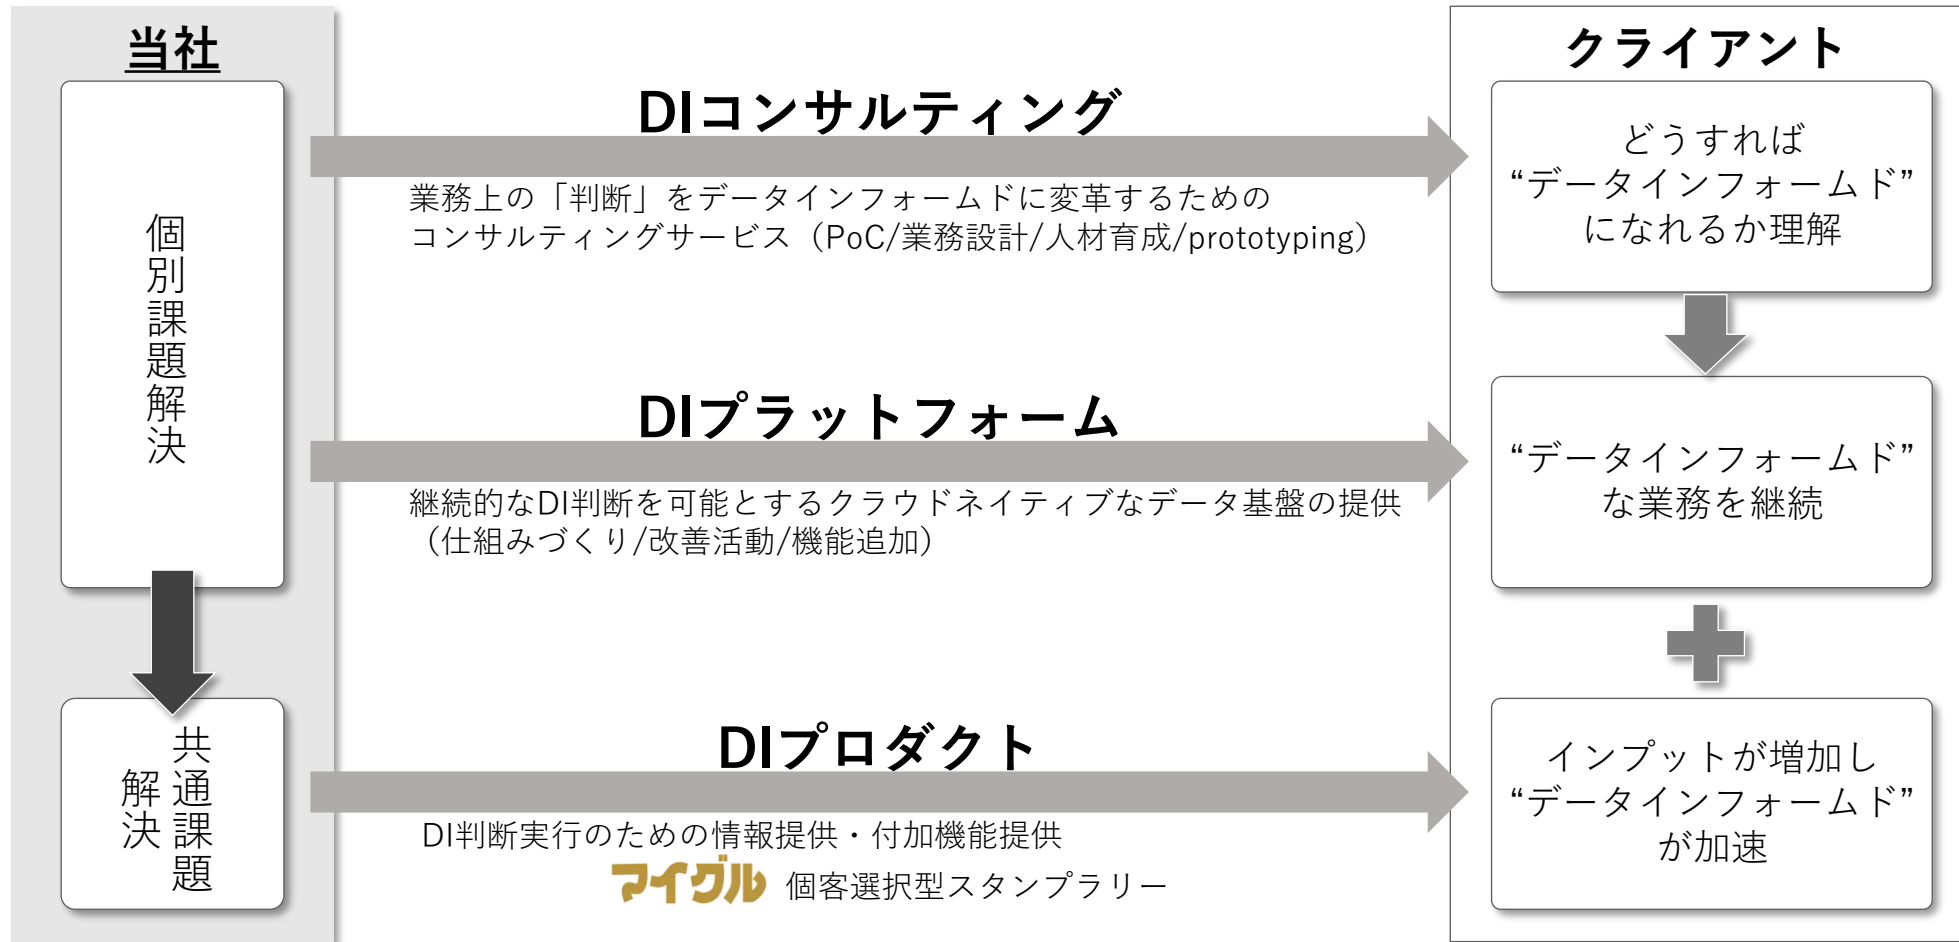 当社
クライアント
個別課題解決
DIコンサルティング
業務上の「判断」をデータインフォームドに変革するための
コンサルティングサービス（PoC/業務設計/人材育成/prototyping）
どうすれば
“データインフォームド”
になれるか理解
DIプラットフォーム
継続的なDI判断を可能とするクラウドネイティブなデータ基盤の提供
（仕組みづくり/改善活動/機能追加）
“データインフォームド”
な業務を継続
共通課題
解決
DIプロダクト
DI判断実行のための情報提供・付加機能提供
マイグル 個客選択型スタンプラリー
インプットが増加し
“データインフォームド”
が加速